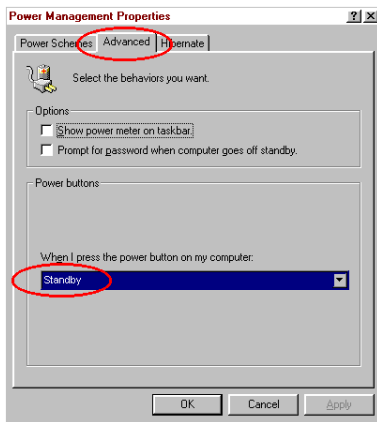 Power Management Properties
Power Schemes Advanced Hibernate
Select the behaviors you want.
Options
Show power meter on taskbar.
Prompt for password when computer goes off standby.
Power buttons
When I press the power button on my computer:
Standby
OK Cancel Apply